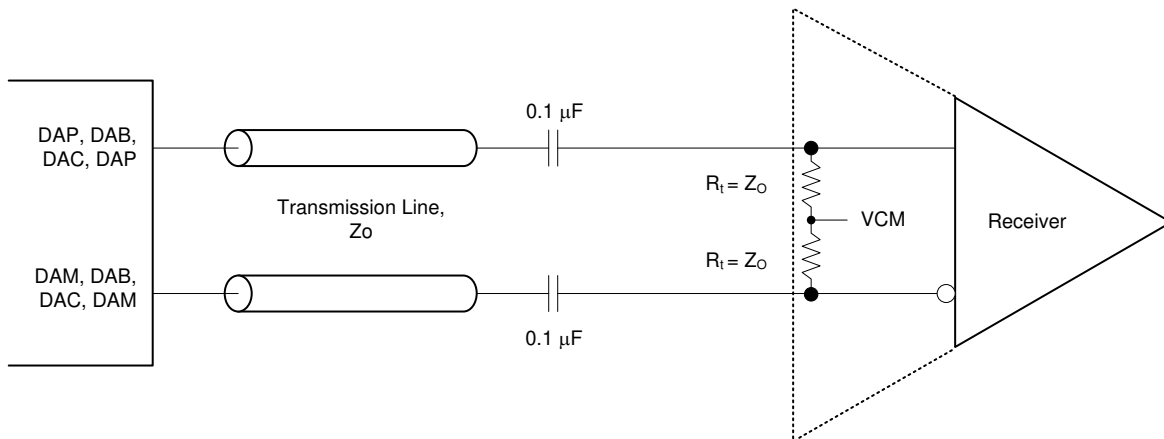 DAP, DAB,
DAC, DAP
0.1 μF
Transmission Line,
Zo
Rt = ZO
VCM
Receiver
Rt = ZO
DAM, DAB,
DAC, DAM
0.1 μF